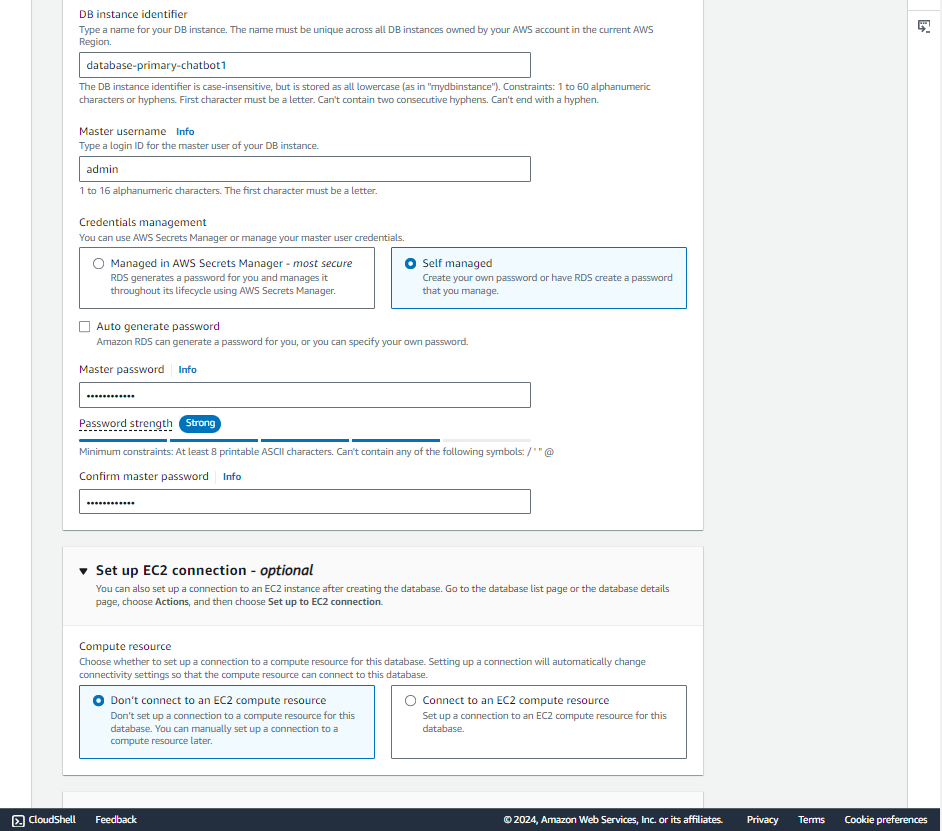 DB instance identifier
Type a name for your DB instance. The name must be unique across all DB instances owned by your AWS account in the current AWS
Region.
database-primary-chatbot1
The DB instance identifier is case-insensitive, but is stored as all lowercase (as in "mydbinstance"). Constraints: 1 to 60 alphanumeric
characters or hyphens. First character must be a letter. Can't contain two consecutive hyphens. Can't end with a hyphen.
Master username Info
Type a login ID for the master user of your DB instance.
admin
1 to 16 alphanumeric characters. The first character must be a letter.
Credentials management
You can use AWS Secrets Manager or manage your master user credentials.
Managed in AWS Secrets Manager - most secure
RDS generates a password for you and manages it
throughout its lifecycle using AWS Secrets Manager.
Self managed
Create your own password or have RDS create a password
that you manage.
Auto generate password
Amazon RDS can generate a password for you, or you can specify your own password.
Master password Info
••••••••••••
Password strength Strong
Minimum constraints: At least 8 printable ASCII characters. Can't contain any of the following symbols: / ' " @
Confirm master password Info
••••••••••••
Set up EC2 connection - optional
You can also set up a connection to an EC2 instance after creating the database. Go to the database list page or the database details
page, choose Actions, and then choose Set up to EC2 connection.
Compute resource
Choose whether to set up a connection to a compute resource for this database. Setting up a connection will automatically change
connectivity settings so that the compute resource can connect to this database.
Don't connect to an EC2 compute resource
Don't set up a connection to a compute resource for this
database. You can manually set up a connection to a
compute resource later.
Connect to an EC2 compute resource
Set up a connection to an EC2 compute resource for this
database.
CloudShell Feedback © 2024, Amazon Web Services, Inc. or its affiliates. Privacy Terms Cookie preferences